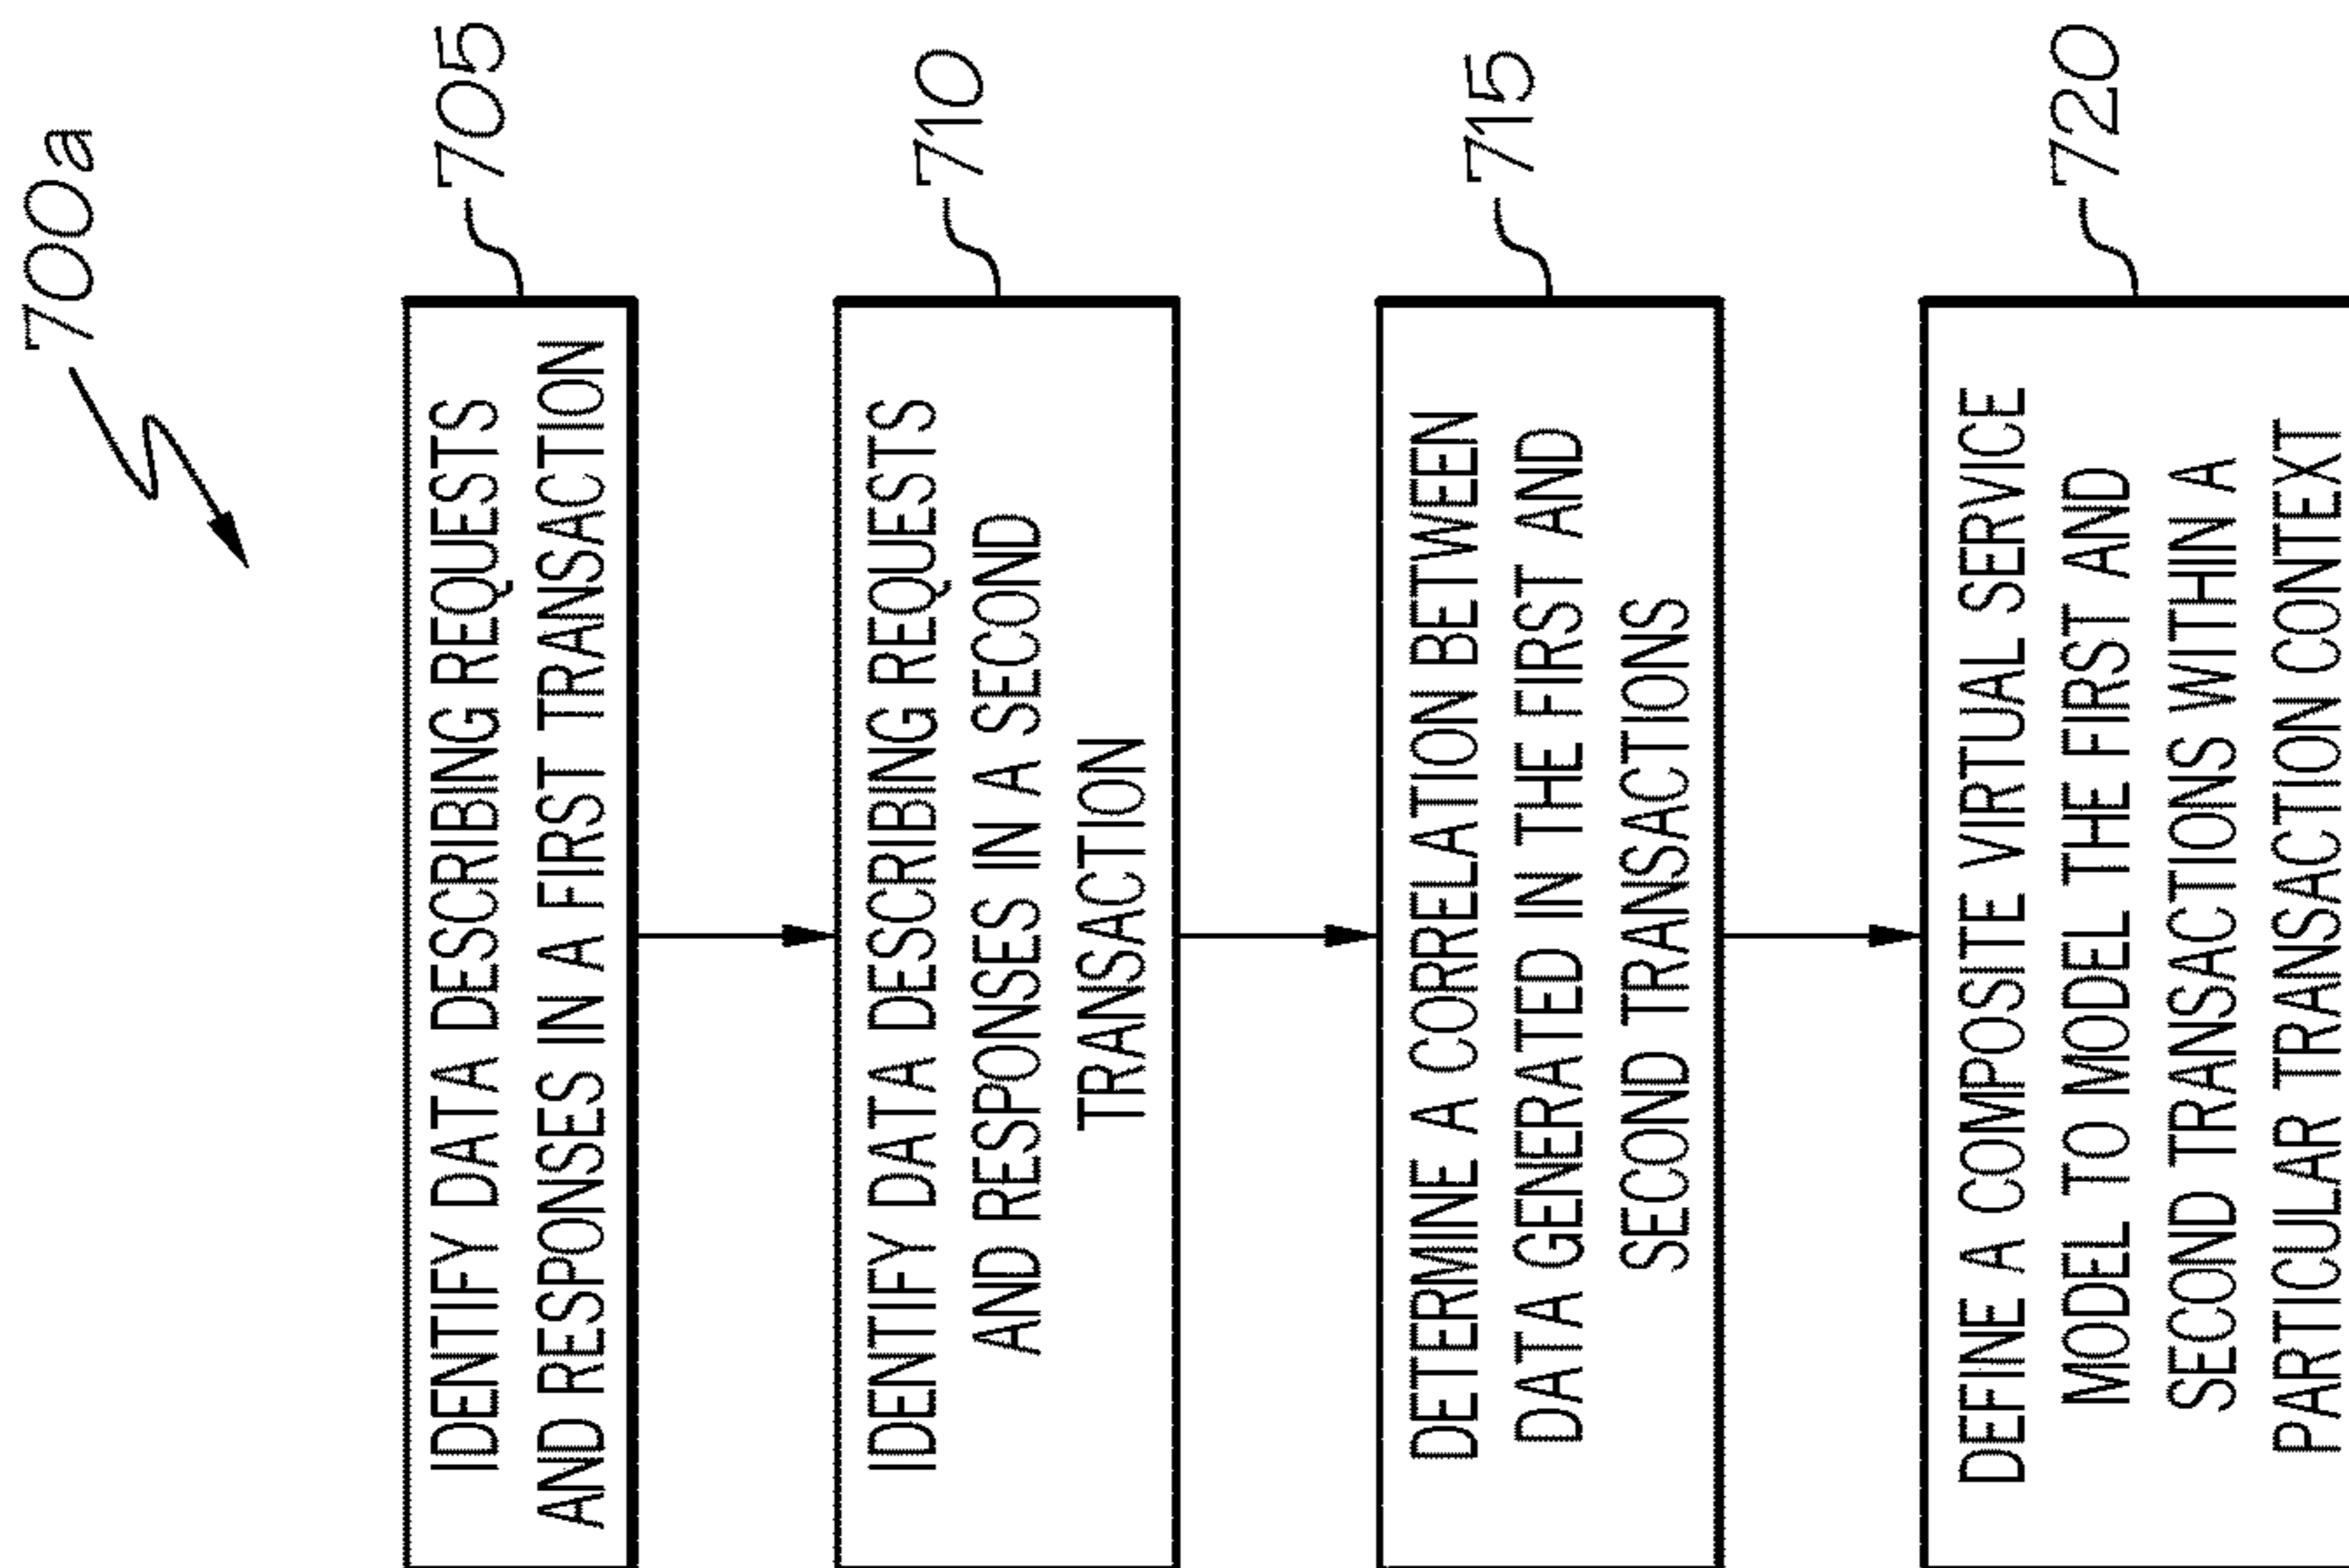 700a
IDENTIFY DATA DESCRIBING REQUESTS
AND RESPONSES IN A FIRST TRANSACTION
705
IDENTIFY DATA DESCRIBING REQUESTS
AND RESPONSES IN A SECOND
TRANSACTION
710
DETERMINE A CORRELATION BETWEEN
DATA GENERATED IN THE FIRST AND
SECOND TRANSACTIONS
715
DEFINE A COMPOSITE VIRTUAL SERVICE
MODEL TO MODEL THE FIRST AND
SECOND TRANSACTIONS WITHIN A
PARTICULAR TRANSACTION CONTEXT
720